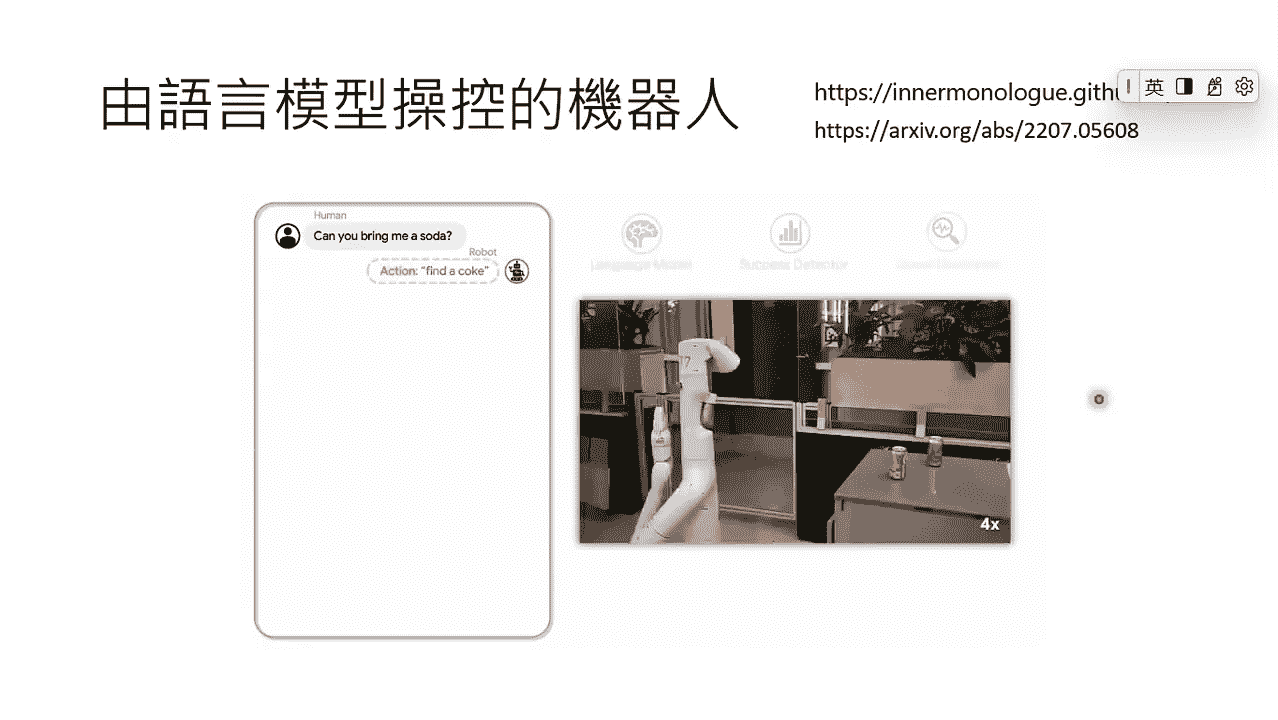 由語言模型操控的機器人
https://innermonologue.githu
英
https://arxiv.org/abs/2207.05608
Human
Can you bring me a soda?
Robot
Action: "find a coke"
Language Model
Success Detector
4x